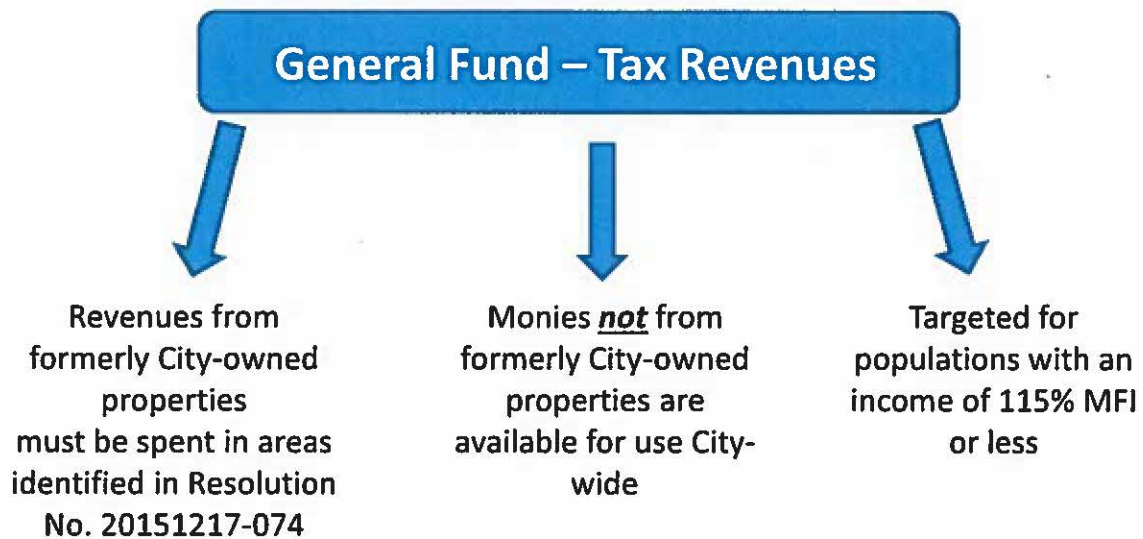 General Fund – Tax Revenues
Revenues from
formerly City-owned
properties
must be spent in areas
identified in Resolution
No. 20151217-074
Monies not from
formerly City-owned
properties are
available for use City-
wide
Targeted for
populations with an
income of 115% MFI
or less